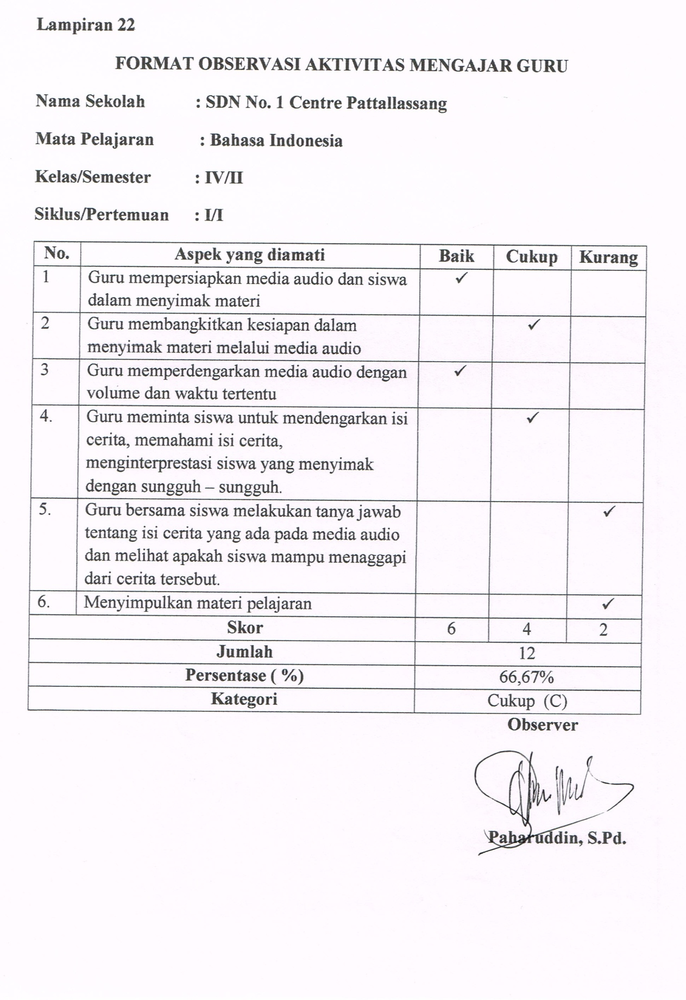 Lampiran 22
FORMAT OBSERVASI AKTIVITAS MENGAJAR GURU
Nama Sekolah : SDN No. 1 Centre Pattallassang
Mata Pelajaran : Bahasa Indonesia
Kelas/Semester : IV/II
Siklus/Pertemuan : I/I
No. Aspek yang diamati Baik Cukup Kurang
1 Guru mempersiapkan media audio dan siswa ✓
dalam menyimak materi
2 Guru membangkitkan kesiapan dalam ✓
menyimak materi melalui media audio
3 Guru memperdengarkan media audio dengan ✓
volume dan waktu tertentu
4. Guru meminta siswa untuk mendengarkan isi ✓
cerita, memahami isi cerita,
menginterprestasi siswa yang menyimak
dengan sungguh – sungguh.
5. Guru bersama siswa melakukan tanya jawab ✓
tentang isi cerita yang ada pada media audio
dan melihat apakah siswa mampu menaggapi
dari cerita tersebut.
6. Menyimpulkan materi pelajaran ✓
Skor 6 4 2
Jumlah 12
Persentase ( %) 66,67%
Kategori Cukup (C)
Observer
Paharuddin, S.Pd.